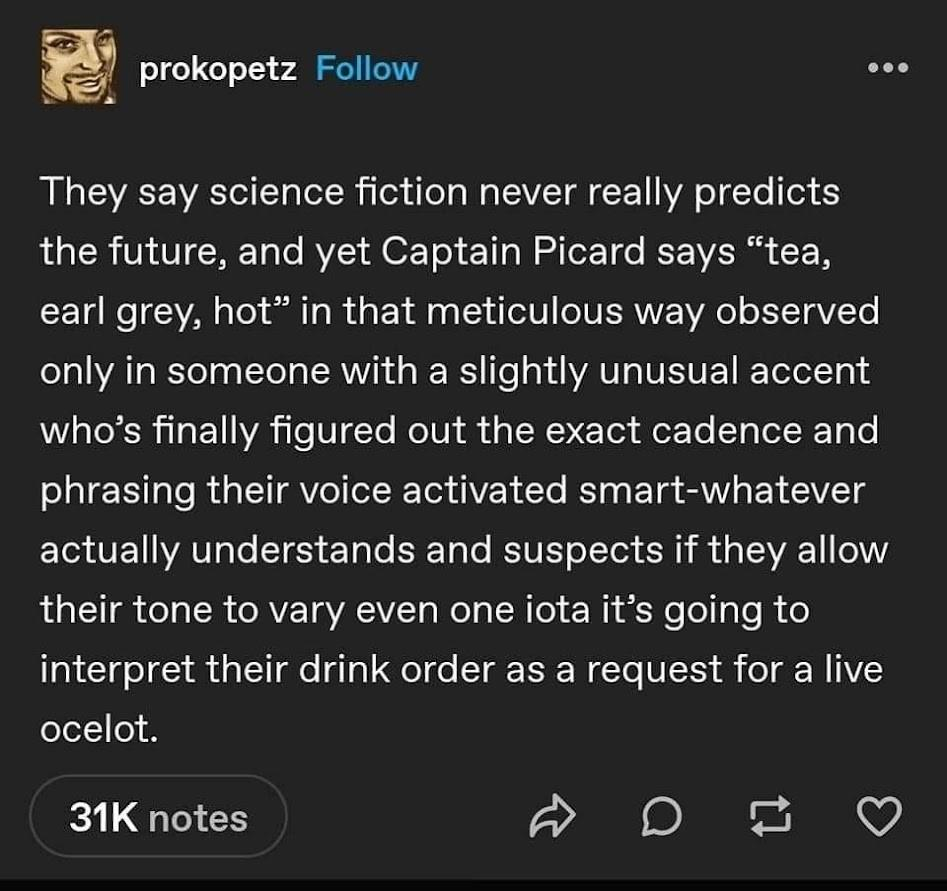 prokopetz Follow
They say science fiction never really predicts
the future, and yet Captain Picard says “tea,
earl grey, hot” in that meticulous way observed
only in someone with a slightly unusual accent
who’s finally figured out the exact cadence and
phrasing their voice activated smart-whatever
actually understands and suspects if they allow
their tone to vary even one iota it’s going to
interpret their drink order as a request for a live
ocelot.
31K notes